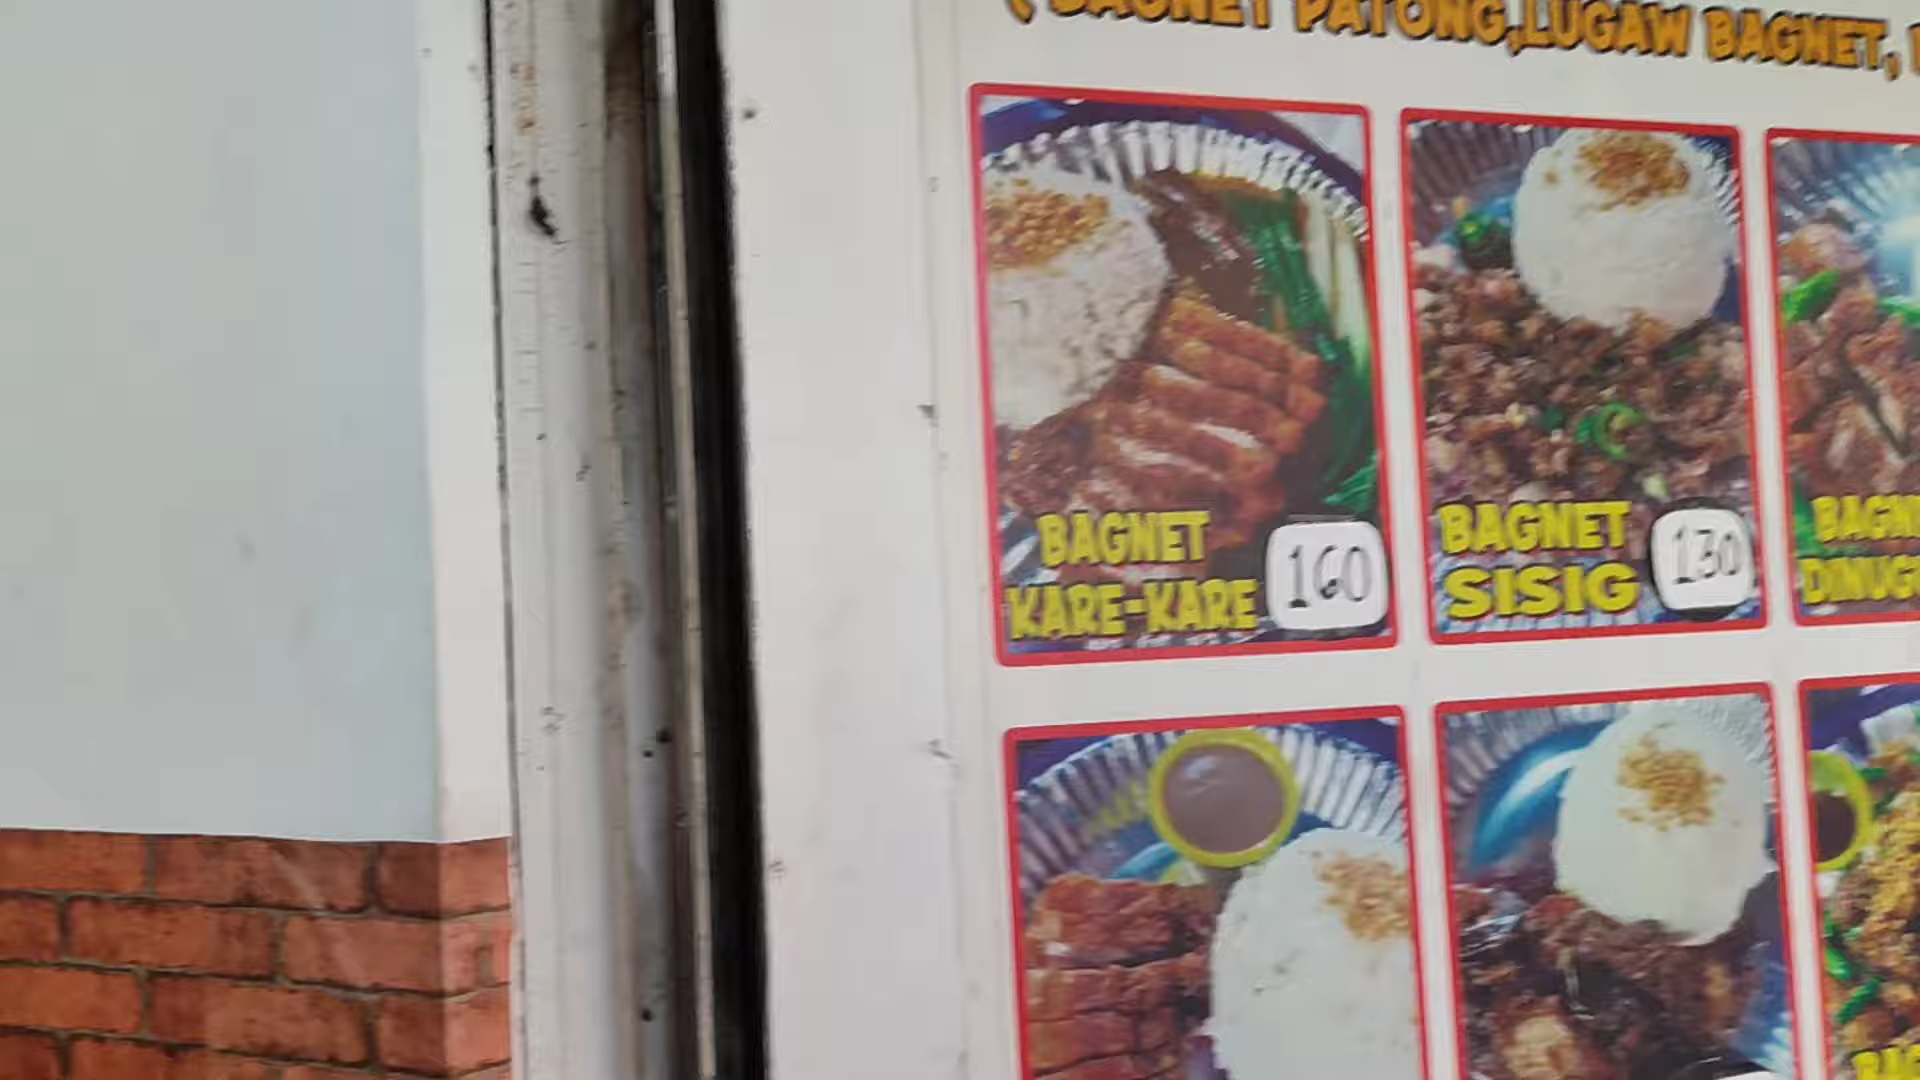 ( BAGNET PATONG,LUGAW BAGNET,
BAGNET
KARE-KARE
160
BAGNET
SISIG
130